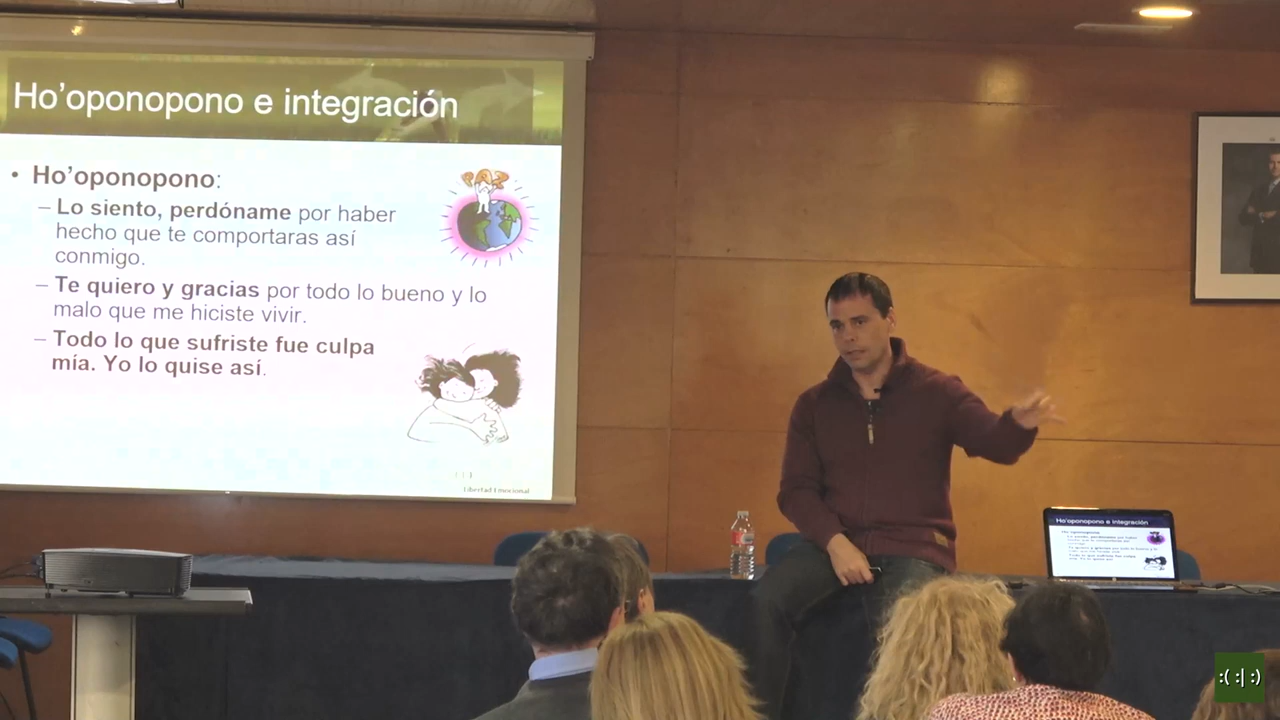 Ho'oponopono e integración
• Ho'oponopono:
– Lo siento, perdóname por haber
hecho que te comportaras así
conmigo.
– Te quiero y gracias por todo lo bueno y lo
malo que me hiciste vivir.
– Todo lo que sufriste fue culpa
mía. Yo lo quise así.
Libertad Emocional
Ho'oponopono e integración
:( :| :)